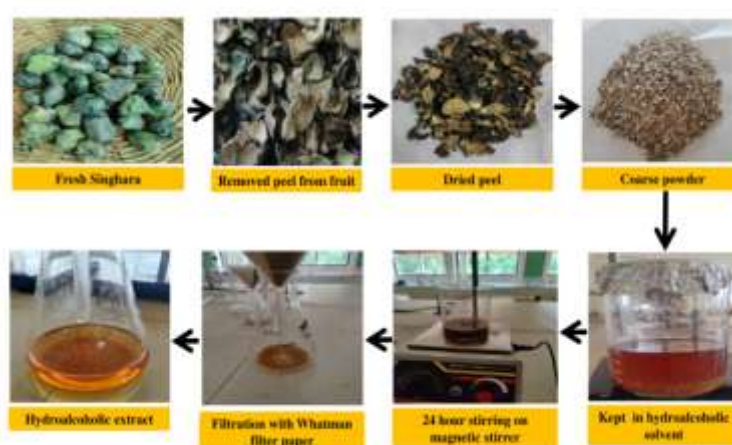 Fresh Singhara
Removed peel from fruit
Dried peel
Coarse powder
Kept in hydroalcoholic
solvent
24 hour stirring on
magnetic stirrer
Filtration with Whatman
filter paper
Hydroalcoholic extract